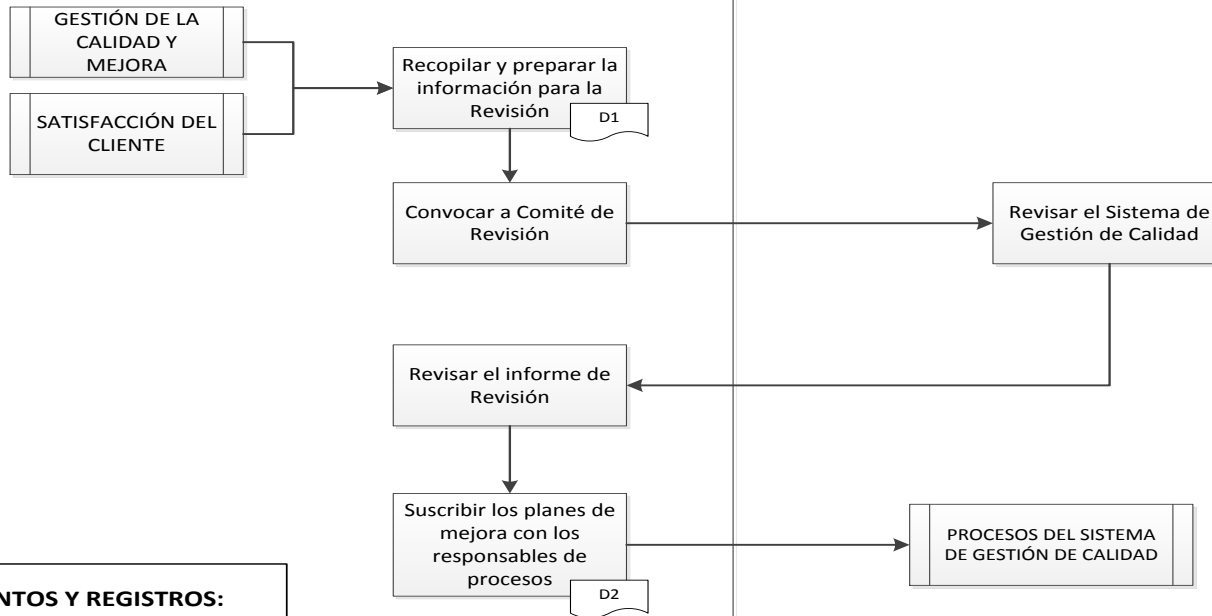 GESTIÓN DE LA
CALIDAD Y
MEJORA
SATISFACCIÓN DEL
CLIENTE
Recopilar y preparar la
información para la
Revisión
D1
Convocar a Comité de
Revisión
Revisar el Sistema de
Gestión de Calidad
Revisar el informe de
Revisión
Suscribir los planes de
mejora con los
responsables de
procesos
D2
PROCESOS DEL SISTEMA
DE GESTIÓN DE CALIDAD
NTOS Y REGISTROS: